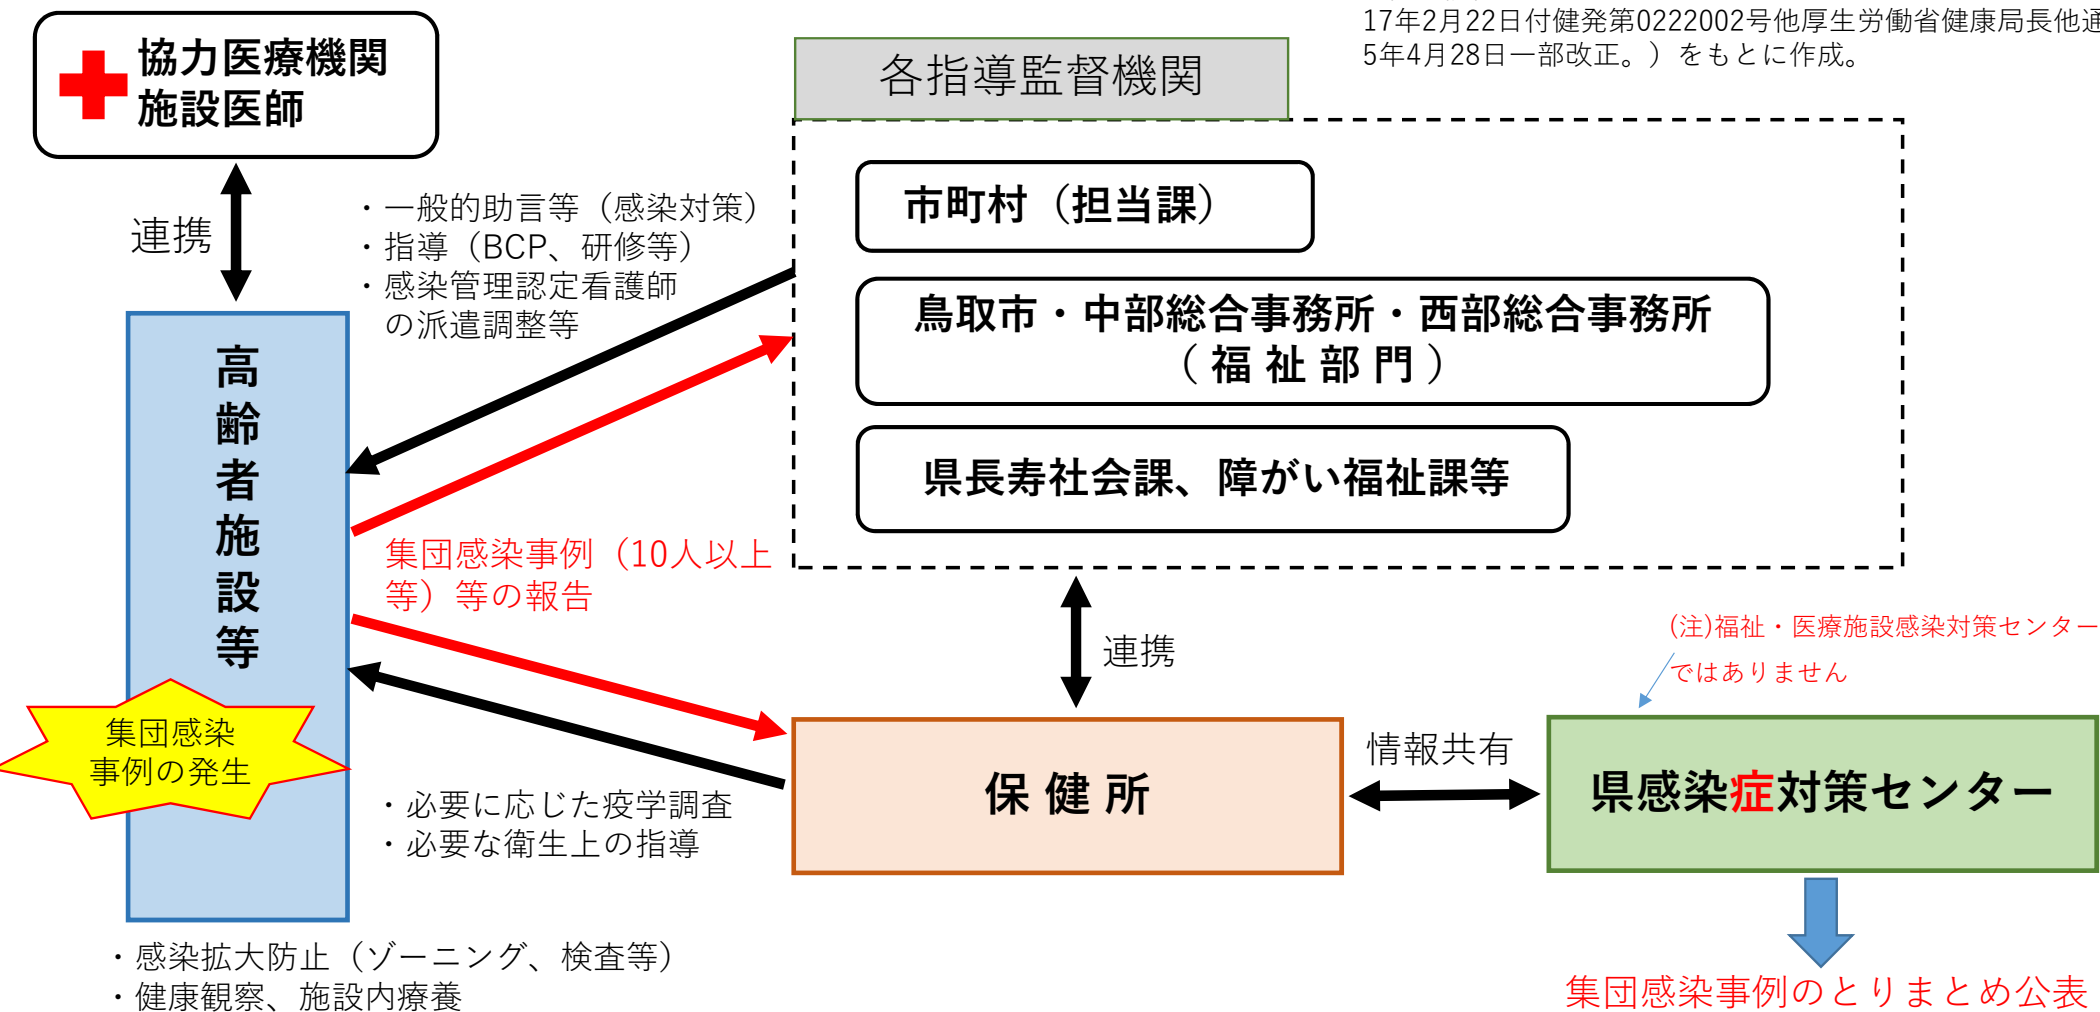 17年2月22日付健発第0222002号他厚生労働省健康局長他通
5年4月28日一部改正。）をもとに作成。
協力医療機関
施設医師
各指導監督機関
連携
・一般的助言等（感染対策）
・指導（BCP、研修等）
・感染管理認定看護師
の派遣調整等
市町村（担当課）
鳥取市・中部総合事務所・西部総合事務所
（福祉部門）
県長寿社会課、障がい福祉課等
高齢者施設等
集団感染事例（10人以上
等）等の報告
連携
(注)福祉・医療施設感染対策センター
ではありません
集団感染
事例の発生
保健所
情報共有
県感染症対策センター
・必要に応じた疫学調査
・必要な衛生上の指導
・感染拡大防止（ゾーニング、検査等）
・健康観察、施設内療養
集団感染事例のとりまとめ公表